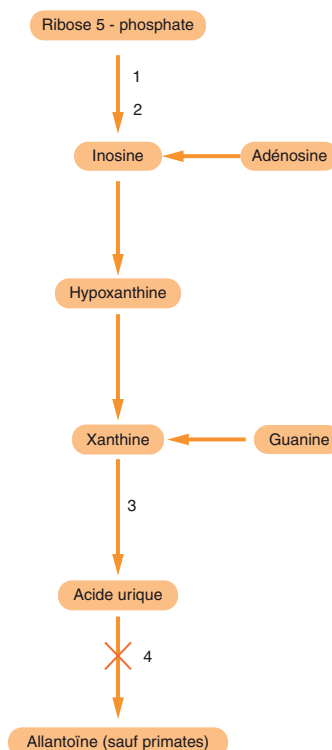 Ribose 5 - phosphate
1
2
Inosine
Adénosine
Hypoxanthine
Xanthine
Guanine
3
Acide urique
4
Allantoïne (sauf primates)